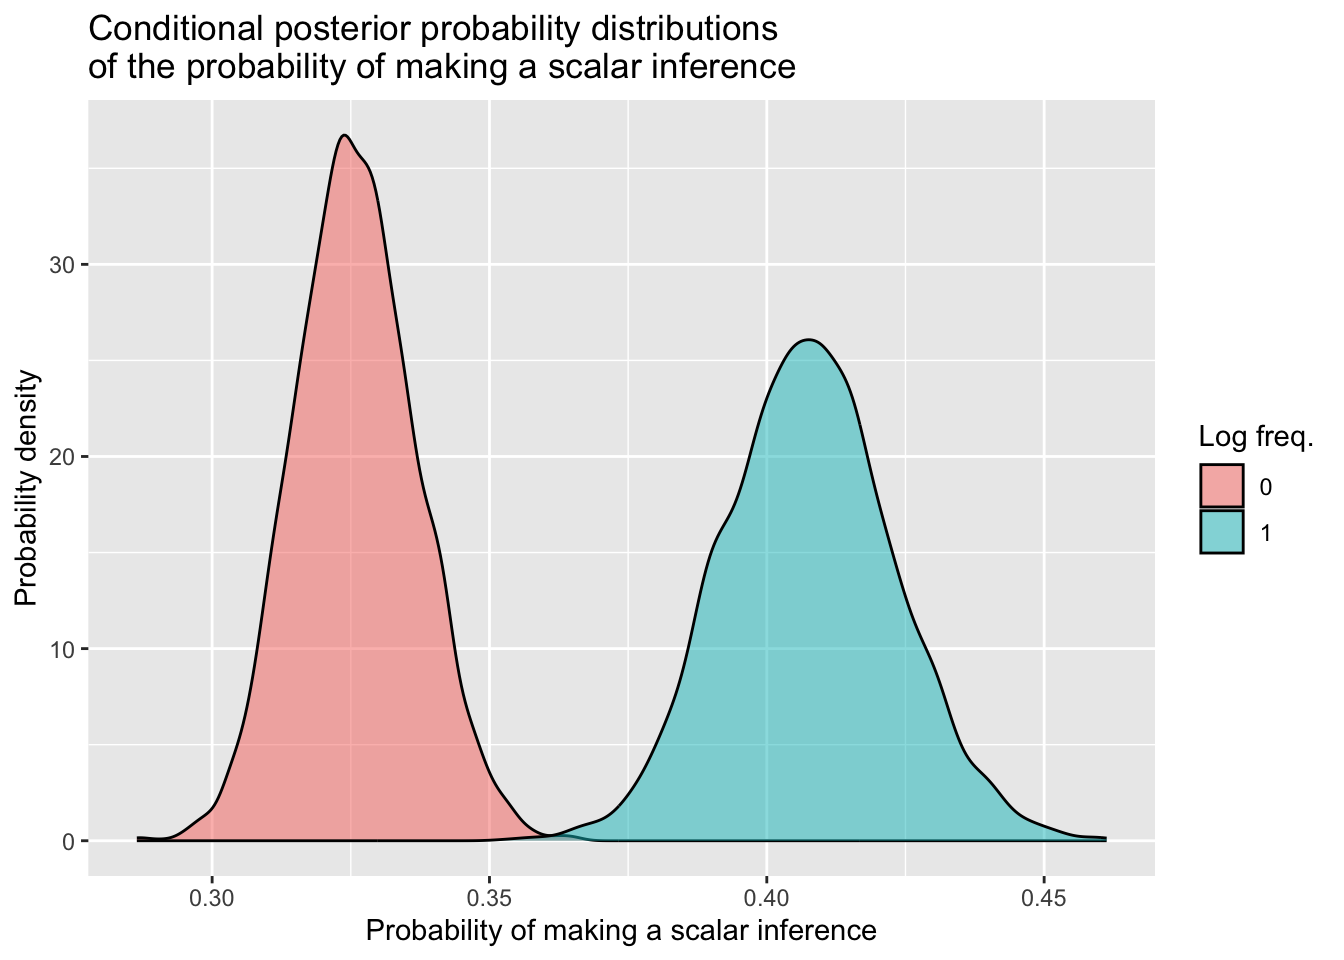 Conditional posterior probability distributions
of the probability of making a scalar inference
Probability density
30
20
10
0
0.30
0.35
0.40
0.45
Probability of making a scalar inference
Log freq.
0
1